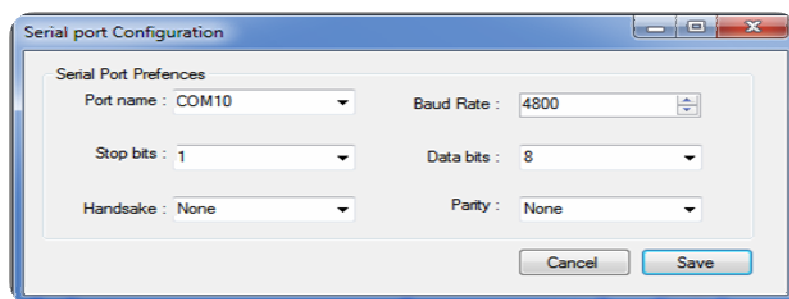 Serial port Configuration
Serial Port Prefences
Port name : COM10 Baud Rate : 4800
Stop bits : 1 Data bits : 8
Handsake : None Parity : None
Cancel Save